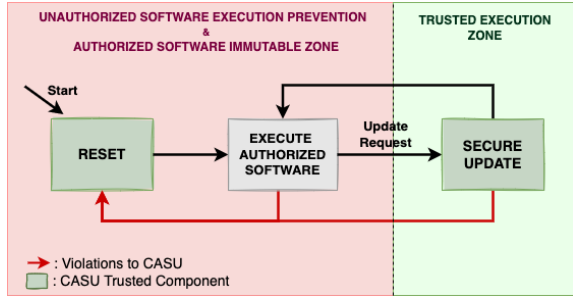 UNAUTHORIZED SOFTWARE EXECUTION PREVENTION
&
AUTHORIZED SOFTWARE IMMUTABLE ZONE
TRUSTED EXECUTION
ZONE
Start
RESET
EXECUTE
AUTHORIZED
SOFTWARE
Update
Request
SECURE
UPDATE
: Violations to CASU
: CASU Trusted Component